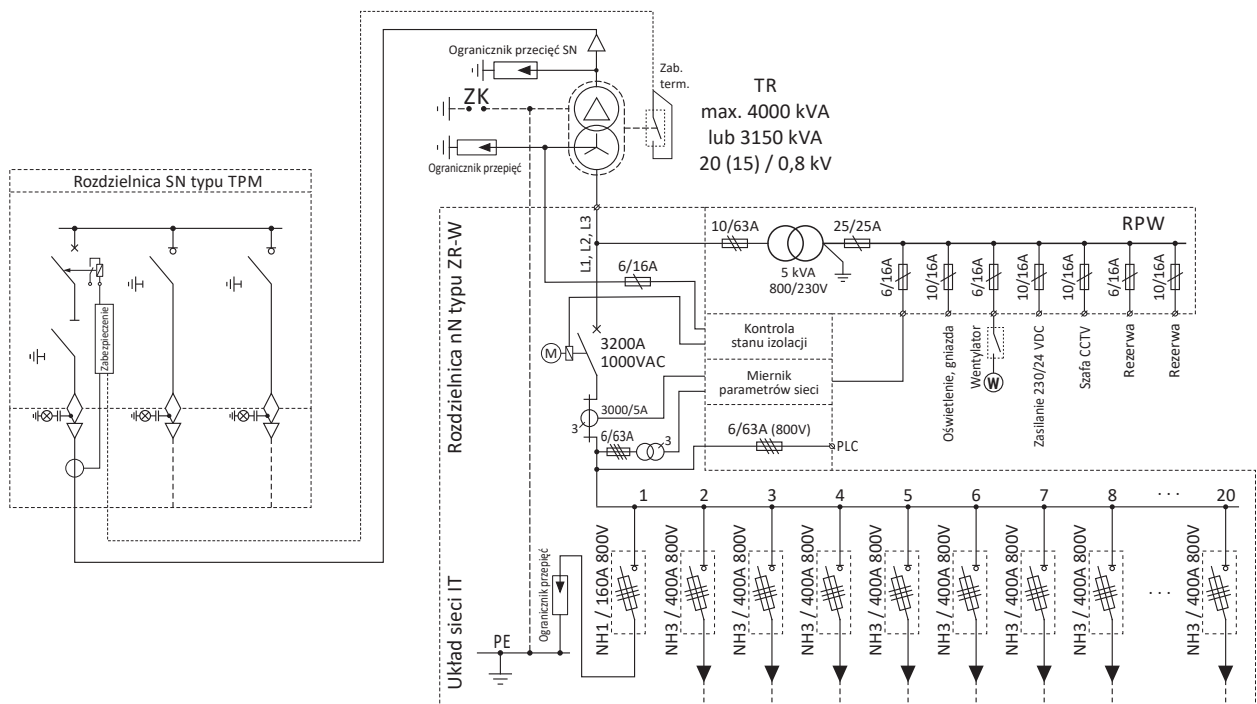 Ogranicznik przecięć SN
ZK
Ogranicznik przepięć
Zab.
term.
TR
max. 4000 kVA
lub 3150 kVA
20 (15) / 0,8 kV
Rozdzielnica SN typu TPM
Zabezpieczenie
Rozdzielnica nN typu ZR-W
L1, L2, L3
10/63A
5 kVA
800/230V
25/25A
RPW
6/16A
6/16A
10/16A
6/16A
10/16A
10/16A
6/16A
10/16A
Oświetlenie, gniazda
Wentylator
W
Zasilanie 230/24 VDC
Szafa CCTV
Rezerwa
Rezerwa
M
3200A
1000VAC
Kontrola
stanu izolacji
Miernik
parametrów sieci
3000/5A
3
6/63A
3
6/63A (800V)
PLC
1
2
3
4
5
6
7
8
···
20
Układ sieci IT
PE
Ogranicznik przepięć
NH1 / 160A 800V
NH3 / 400A 800V
NH3 / 400A 800V
NH3 / 400A 800V
NH3 / 400A 800V
NH3 / 400A 800V
NH3 / 400A 800V
NH3 / 400A 800V
···
NH3 / 400A 800V